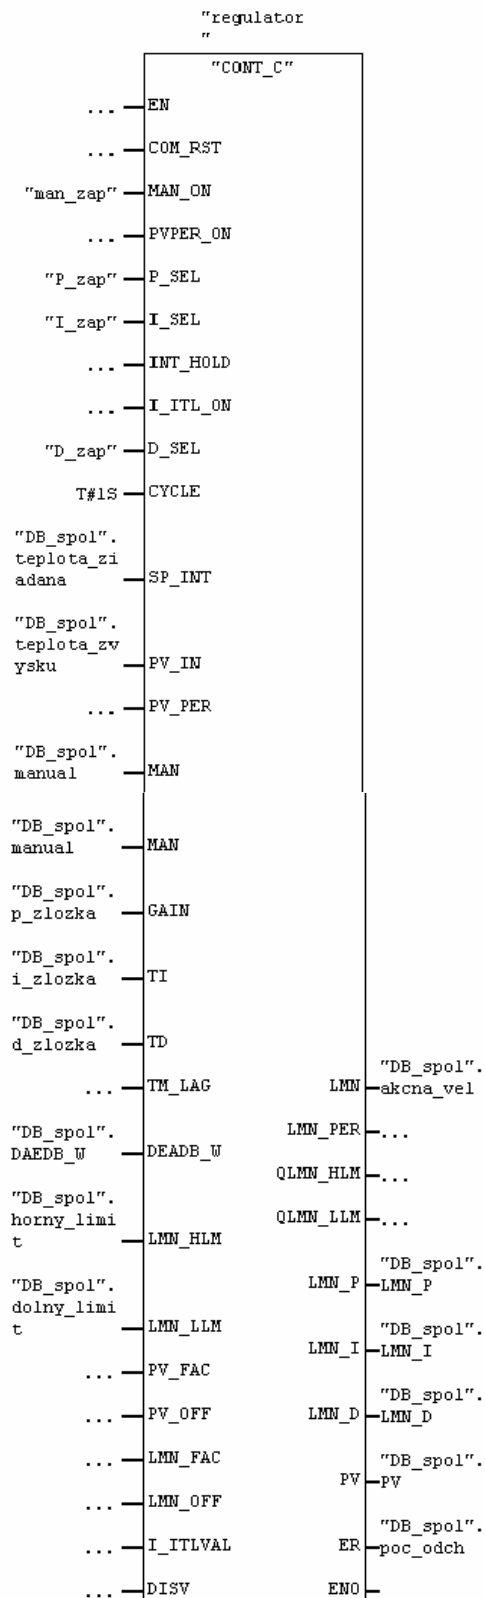 "regulator
"
"CONT_C"
... EN
... COM_RST
"man_zap" MAN_ON
... PVPER_ON
"P_zap" P_SEL
"I_zap" I_SEL
... INT_HOLD
... I_ITL_ON
"D_zap" D_SEL
T#1S CYCLE
"DB_spol".
teplota_zi
adana SP_INT
"DB_spol".
teplota_zv
ysku PV_IN
... PV_PER
"DB_spol".
manual MAN
"DB_spol".
manual MAN
"DB_spol".
p_zlozka GAIN
"DB_spol".
i_zlozka TI
"DB_spol".
d_zlozka TD
"DB_spol".
... TM_LAG LMN akcna_vel
"DB_spol".
LMN_PER ...
DAEDB_W DEADB_W
QLMN_HLM ...
"DB_spol".
horny_limi
QLMN_LLM ...
t LMN_HLM
"DB_spol".
"DB_spol".
dolny_limi LMN_P LMN_P
t LMN_LLM
"DB_spol".
LMN_I LMN_I
... PV_FAC
"DB_spol".
... PV_OFF LMN_D LMN_D
... LMN_FAC
"DB_spol".
PV PV
... LMN_OFF
"DB_spol".
... I_ITLVAL ER poc_odch
... DISV ENO